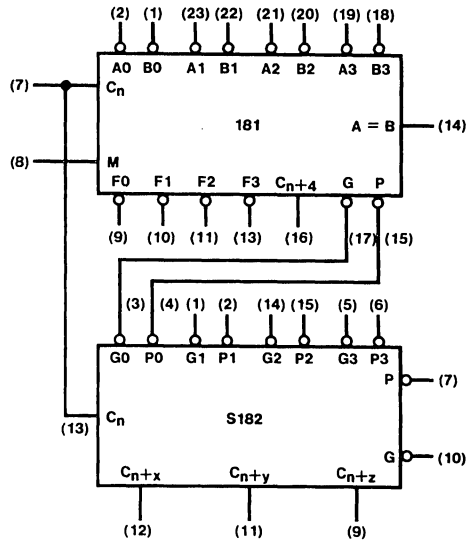 (2) (1) (23) (22) (21) (20) (19) (18)
A0 B0 A1 B1 A2 B2 A3 B3
(7) Cn
181 A = B (14)
(8) M
F0 F1 F2 F3 Cn+4 G P
(9) (10) (11) (13) (16) (17) (15)
(3) (4) (1) (2) (14) (15) (5) (6)
G0 P0 G1 P1 G2 P2 G3 P3
P (7)
(13) Cn S182
G (10)
Cn+x Cn+y Cn+z
(12) (11) (9)